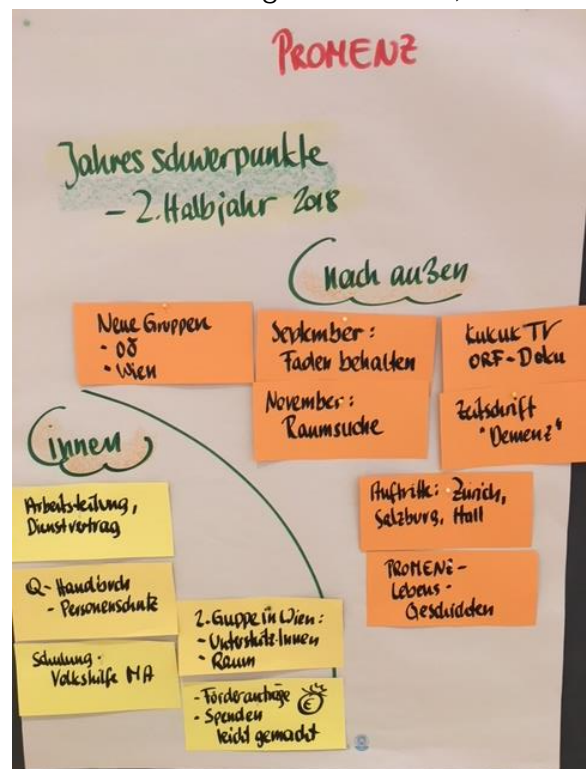 PROMENZ
Jahresschwerpunkte
– 2. Halbjahr 2018
nach außen
Neue Gruppen
• OÖ
• Wien
September:
Faden behalten
Kukuk TV
ORF-Doku
November:
Raumsuche
Zeitschrift
"Demenz"
Auftritte: Zürich,
Salzburg, Hall
PROMENZ-
Lebens-
Geschichten
innen
Arbeitsteilung,
Dienstvertrag
Q-Handbuch
- Personenschutz
Schulung:
Volkshilfe MA
2. Gruppe in Wien:
- Unterstütz-Innen
- Raum
- Förderanträge €
- Spenden
leicht gemacht